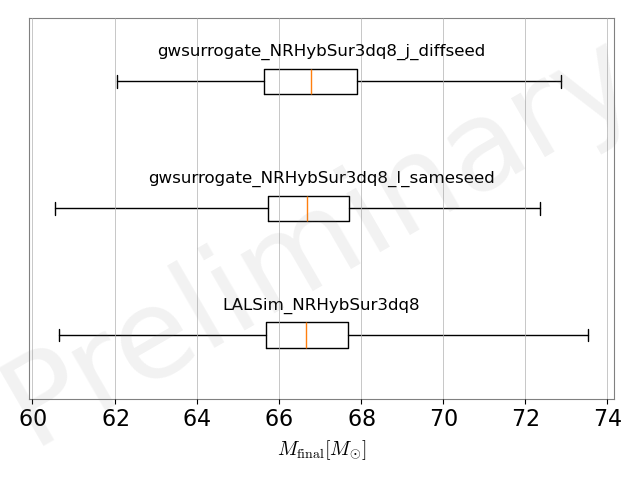 gwsurrogate_NRHybSur3dq8_j_diffseed
gwsurrogate_NRHybSur3dq8_l_sameseed
LALSim_NRHybSur3dq8
Preliminary
60 62 64 66 68 70 72 74
M_final[M_⊙]